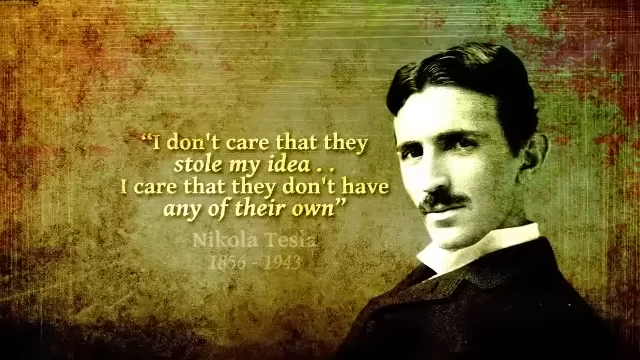 “I don't care that they
stole my idea . .
I care that they don't have
any of their own”
Nikola Tesla
1856 - 1943